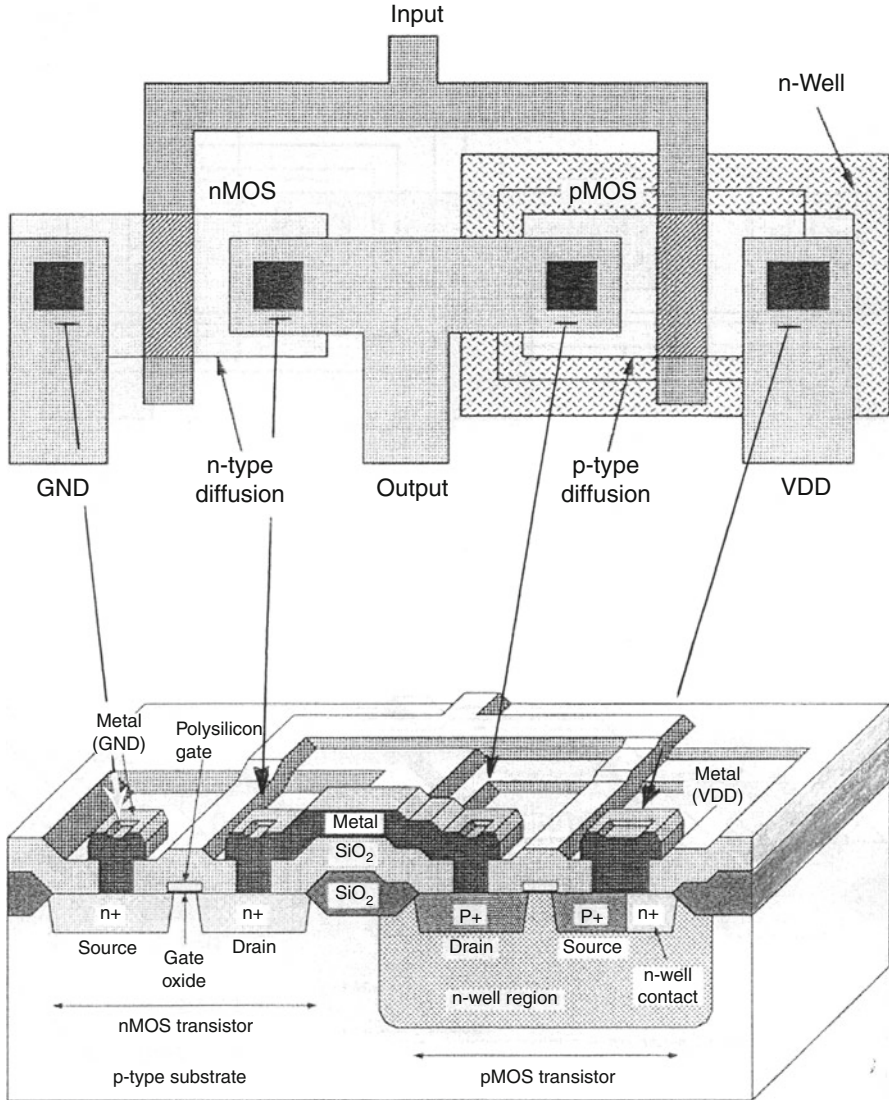 Input
n-Well
nMOS
pMOS
GND
n-type
diffusion
Output
p-type
diffusion
VDD
Metal
(GND)
Polysilicon
gate
Metal
(VDD)
Metal
SiO2
SiO2
n+
n+
P+
P+
n+
Source
Gate
oxide
Drain
Drain
Source
n-well
contact
n-well region
nMOS transistor
pMOS transistor
p-type substrate